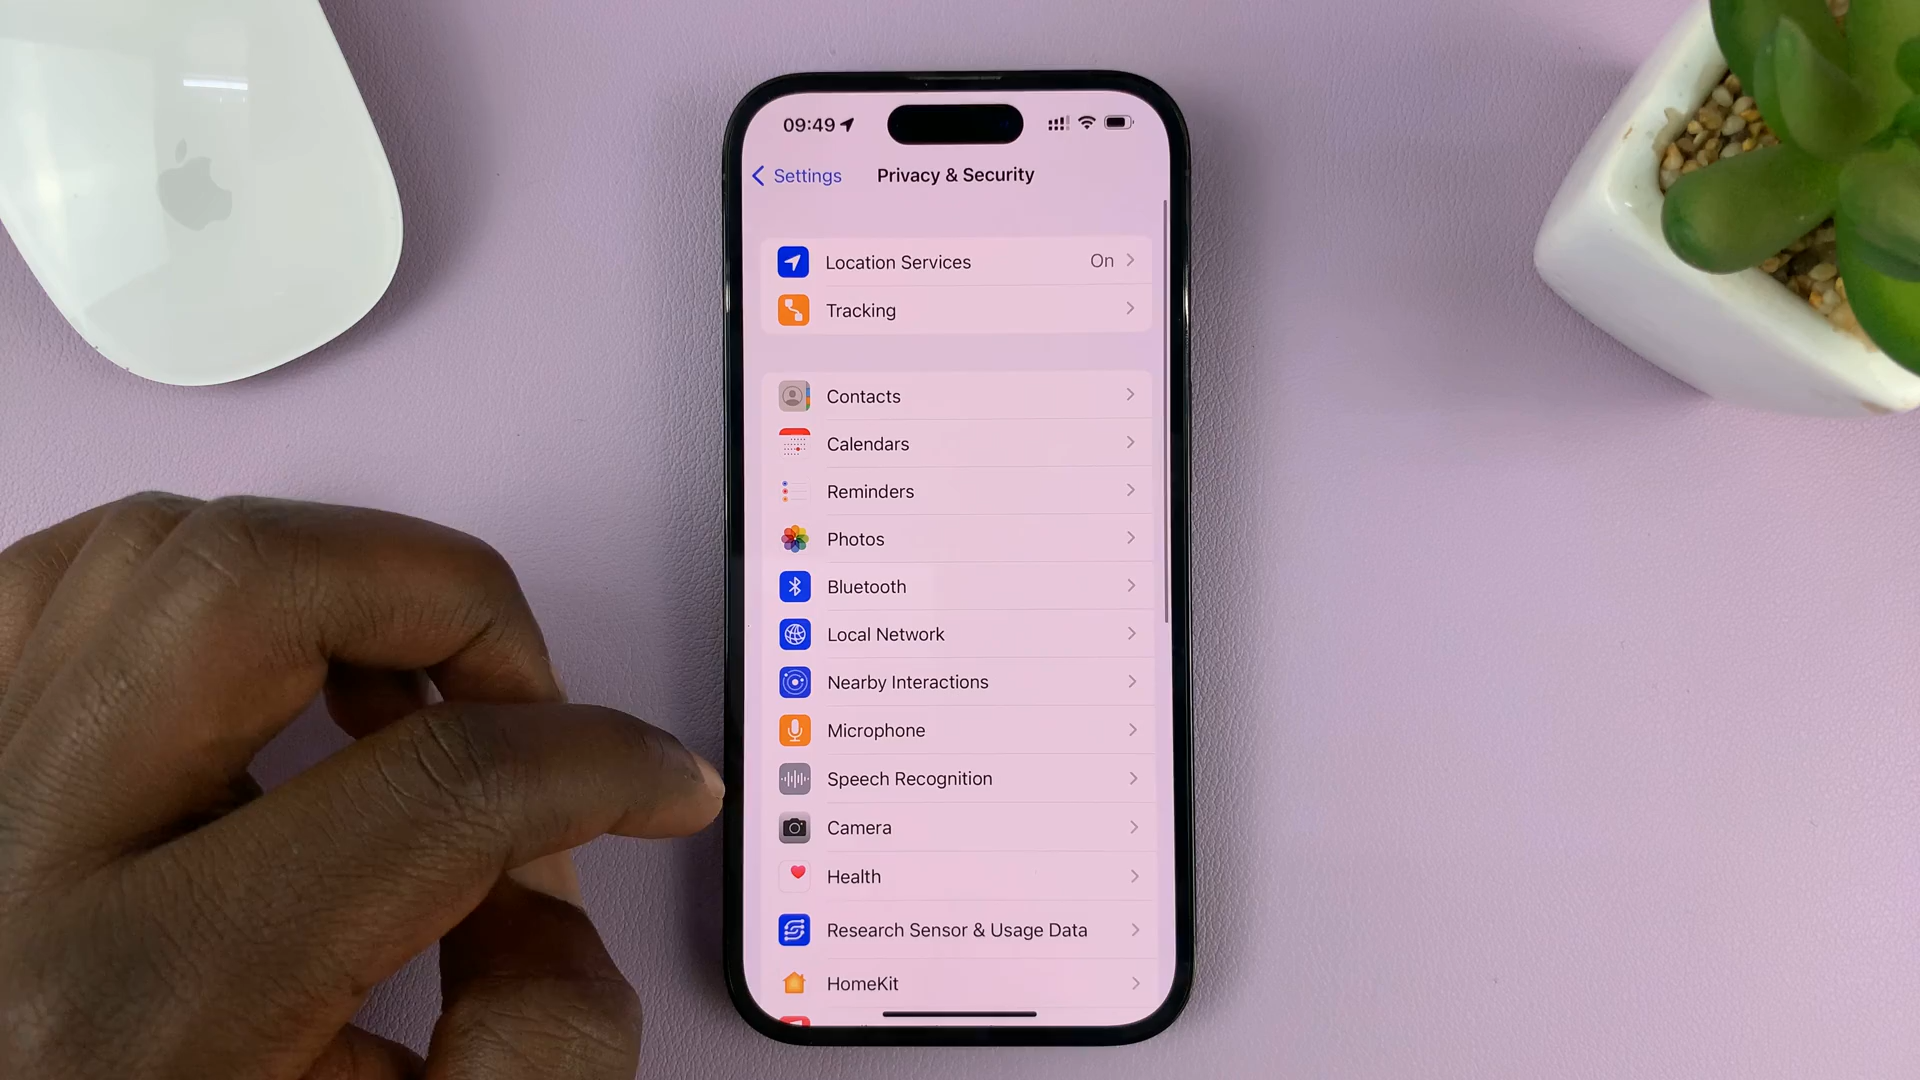 09:49
Settings
Privacy & Security
Location Services On
Tracking
Contacts
Calendars
Reminders
Photos
Bluetooth
Local Network
Nearby Interactions
Microphone
Speech Recognition
Camera
Health
Research Sensor & Usage Data
HomeKit